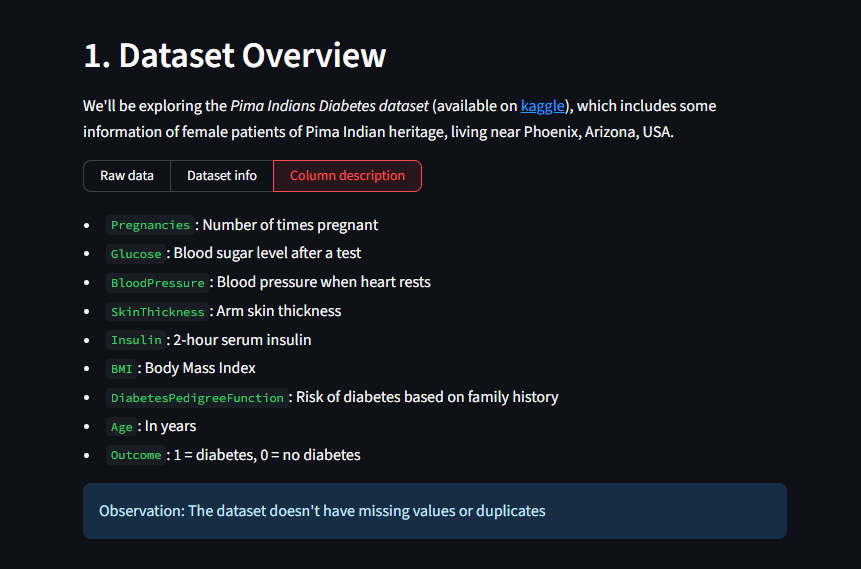 1. Dataset Overview
We'll be exploring the Pima Indians Diabetes dataset (available on kaggle), which includes some
information of female patients of Pima Indian heritage, living near Phoenix, Arizona, USA.
Raw data Dataset info Column description
• Pregnancies: Number of times pregnant
• Glucose: Blood sugar level after a test
• BloodPressure: Blood pressure when heart rests
• SkinThickness: Arm skin thickness
• Insulin: 2-hour serum insulin
• BMI: Body Mass Index
• DiabetesPedigreeFunction: Risk of diabetes based on family history
• Age: In years
• Outcome: 1 = diabetes, 0 = no diabetes
Observation: The dataset doesn't have missing values or duplicates